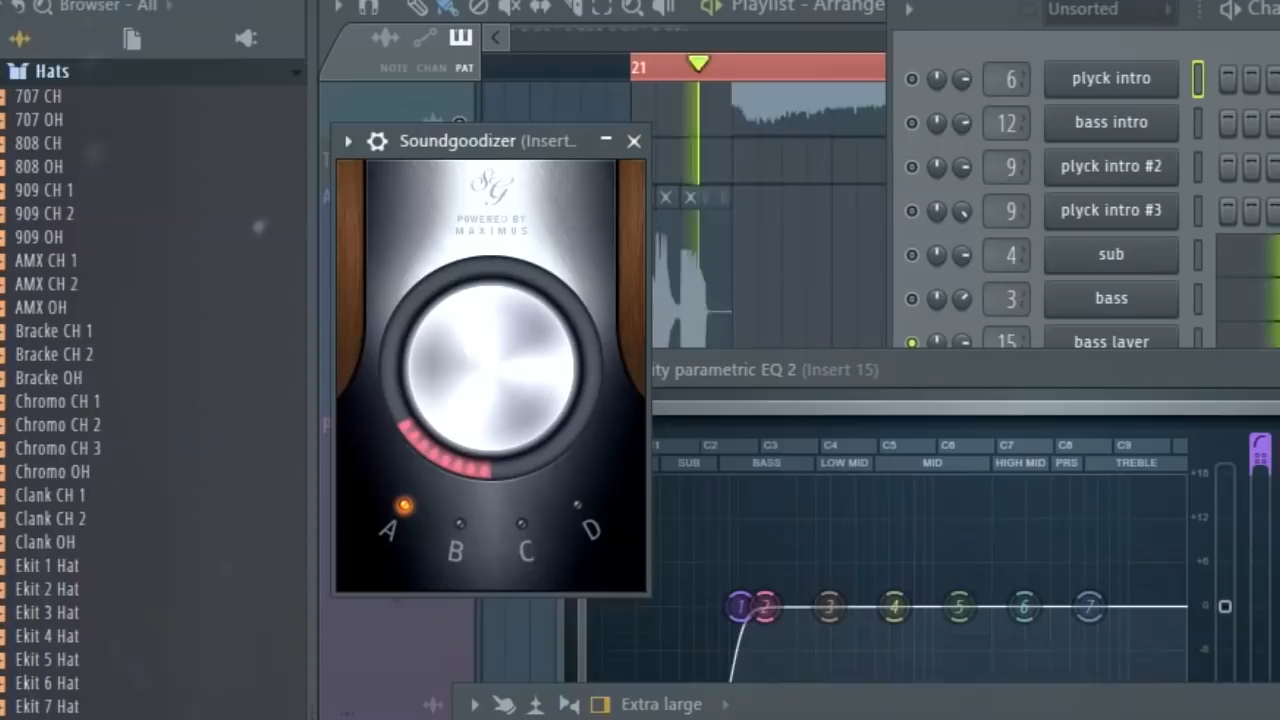 Browser - All
Hats
707 CH
707 OH
808 CH
808 OH
909 CH 1
909 CH 2
909 OH
AMX CH 1
AMX CH 2
AMX OH
Bracke CH 1
Bracke CH 2
Bracke OH
Chromo CH 1
Chromo CH 2
Chromo CH 3
Chromo OH
Clank CH 1
Clank CH 2
Clank OH
Ekit 1 Hat
Ekit 2 Hat
Ekit 3 Hat
Ekit 4 Hat
Ekit 5 Hat
Ekit 6 Hat
Ekit 7 Hat
Playlist - Arrange
NOTE CHAN PAT
21
Soundgoodizer (Insert...
SG
POWERED BY
MAXIMUS
A B C D
Unsorted
Cha
6 plyck intro
12 bass intro
9 plyck intro #2
9 plyck intro #3
4 sub
3 bass
15 bass layer
ity parametric EQ 2 (Insert 15)
C2 C3 C4 C5 C6 C7 C8 C9
SUB BASS LOW MID MID HIGH MID PRS TREBLE
+18
+12
+6
0
-6
1 2 3 4 5 6 7
Extra large